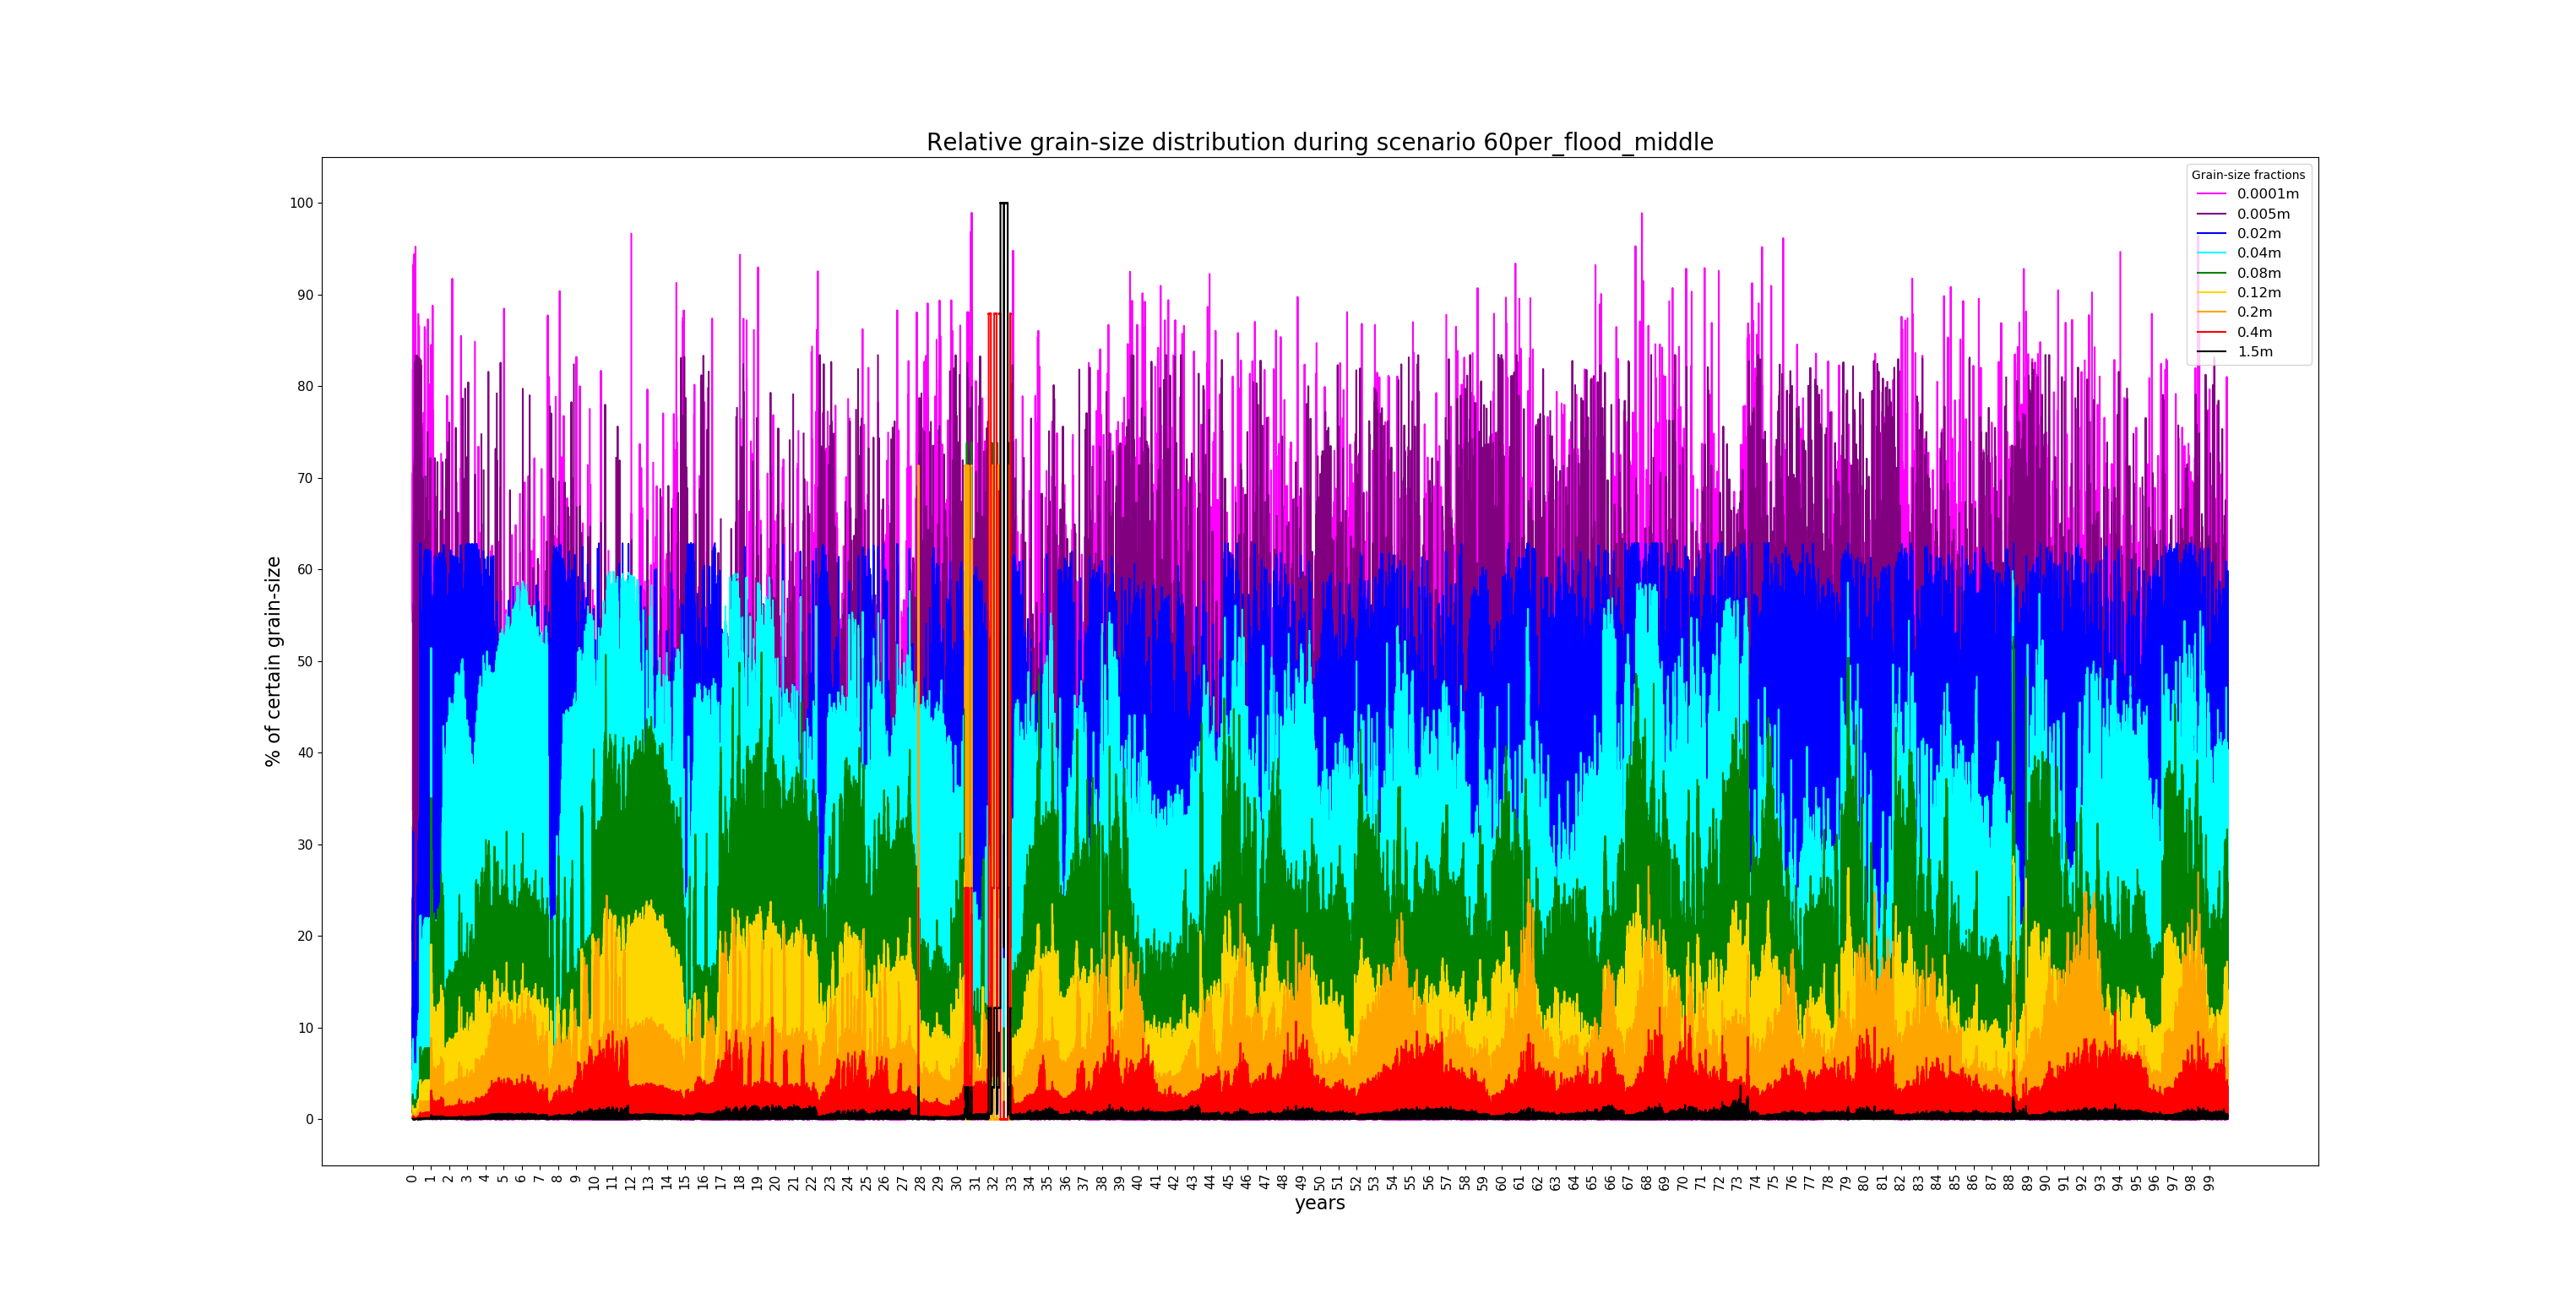 Relative grain-size distribution during scenario 60per_flood_middle
Grain-size fractions
0.0001m
0.005m
0.02m
0.04m
0.08m
0.12m
0.2m
0.4m
1.5m
% of certain grain-size
100
90
80
70
60
50
40
30
20
10
0
0 1 2 3 4 5 6 7 8 9 10 11 12 13 14 15 16 17 18 19 20 21 22 23 24 25 26 27 28 29 30 31 32 33 34 35 36 37 38 39 40 41 42 43 44 45 46 47 48 49 50 51 52 53 54 55 56 57 58 59 60 61 62 63 64 65 66 67 68 69 70 71 72 73 74 75 76 77 78 79 80 81 82 83 84 85 86 87 88 89 90 91 92 93 94 95 96 97 98 99
years